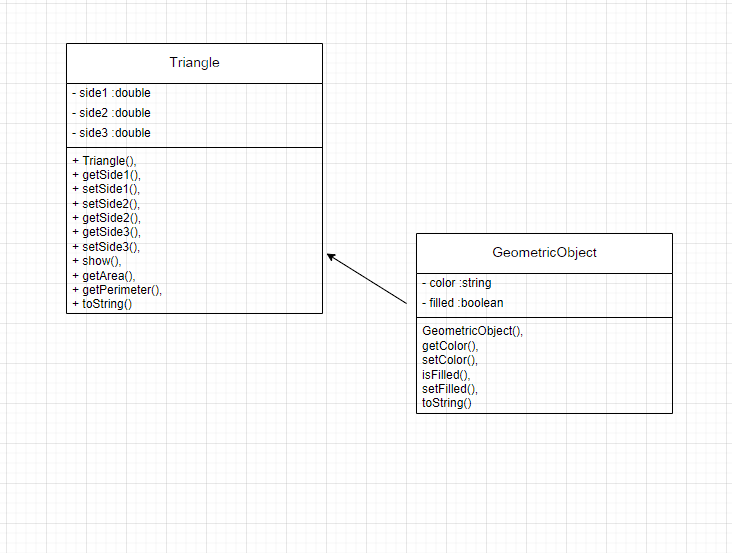 Triangle
- side1 :double
- side2 :double
- side3 :double
+ Triangle(),
+ getSide1(),
+ setSide1(),
+ setSide2(),
+ getSide2(),
+ getSide3(),
+ setSide3(),
+ show(),
+ getArea(),
+ getPerimeter(),
+ toString()
GeometricObject
- color :string
- filled :boolean
GeometricObject(),
getColor(),
setColor(),
isFilled(),
setFilled(),
toString()